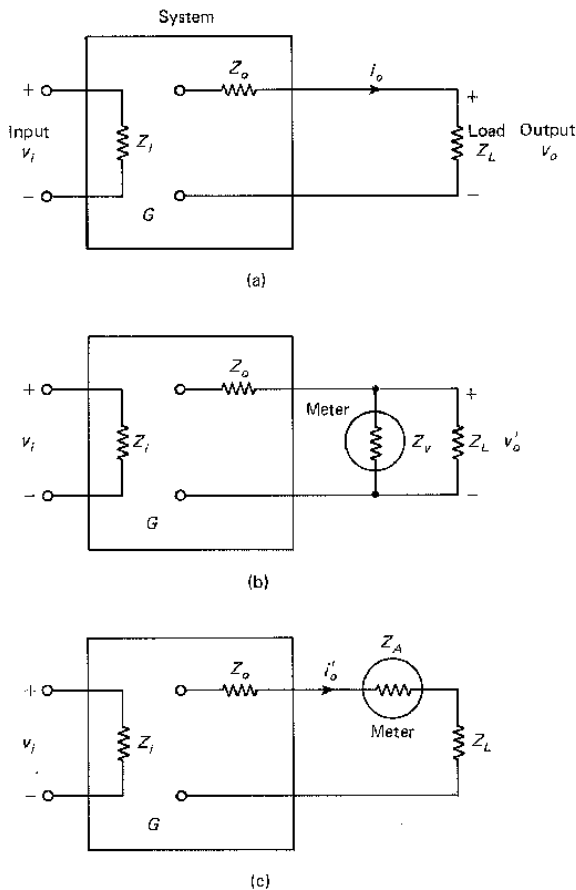 System
Z_o
i_o
+
+
Input
v_i
Z_i
Load
Z_L
Output
v_o
−
−
G
(a)
Z_o
+
+
Meter
v_i
Z_i
Z_v
Z_L
v_o'
−
−
G
(b)
Z_A
Z_o
i_o'
+
Meter
v_i
Z_i
Z_L
−
G
(c)